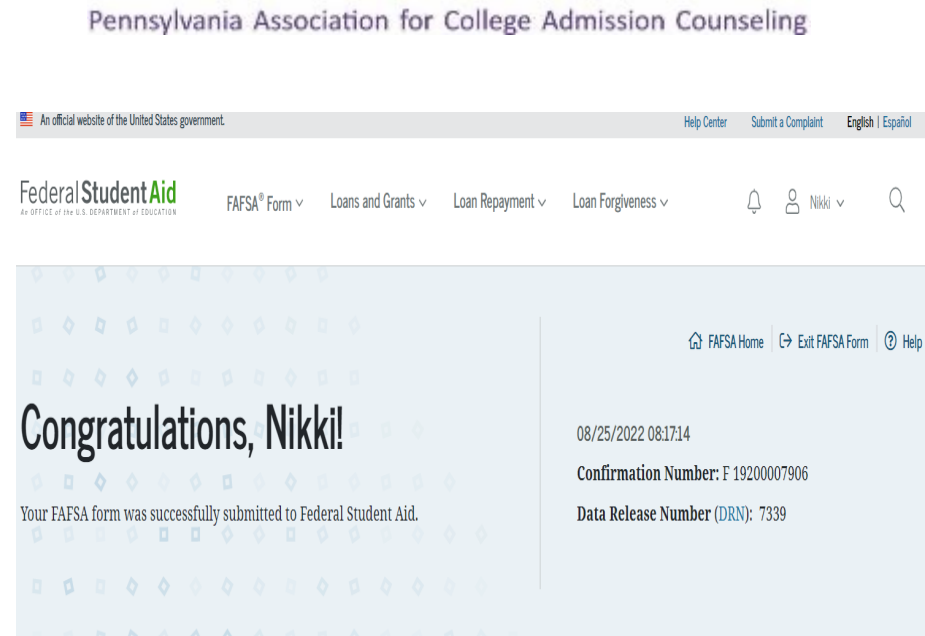 Pennsylvania Association for College Admission Counseling
An official website of the United States government.
Help Center Submit a Complaint English | Español
Federal Student Aid
An OFFICE of the U.S. DEPARTMENT of EDUCATION
FAFSA® Form Loans and Grants Loan Repayment Loan Forgiveness Nikki
FAFSA Home Exit FAFSA Form Help
Congratulations, Nikki!
Your FAFSA form was successfully submitted to Federal Student Aid.
08/25/2022 08:17:14
Confirmation Number: F 19200007906
Data Release Number (DRN): 7339